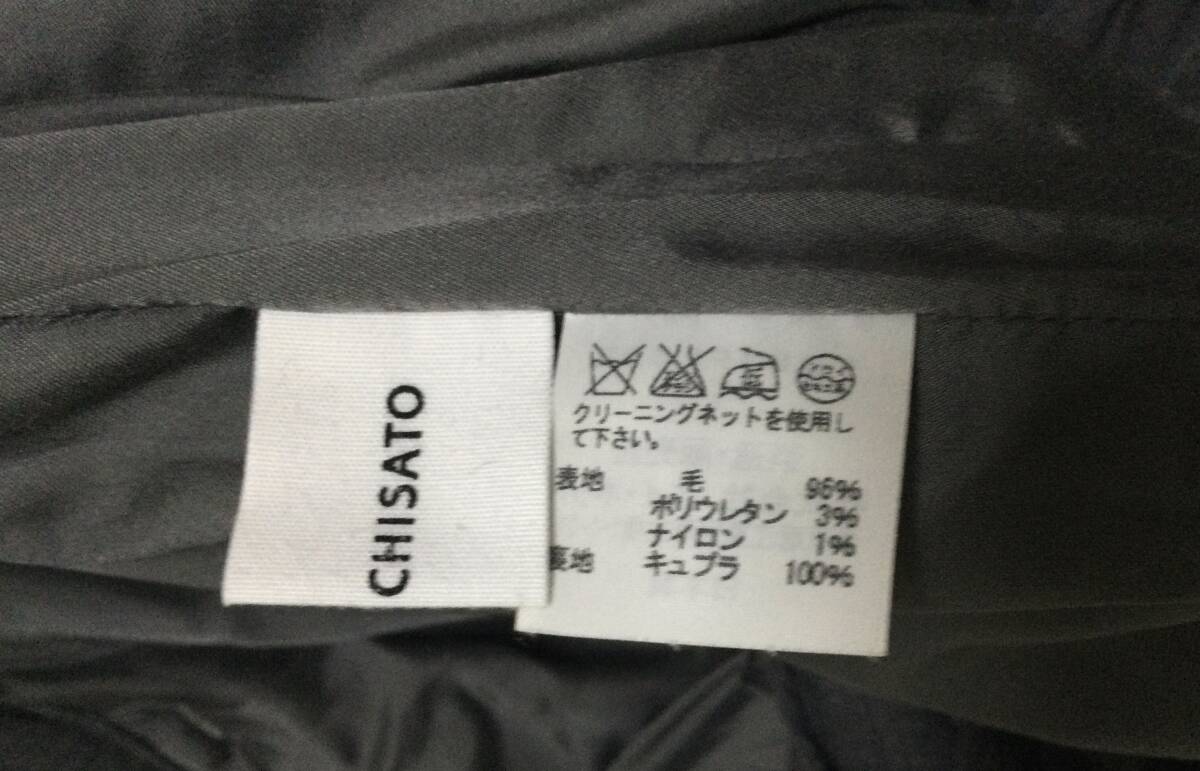 CHISATO
クリーニングネットを使用し
て下さい。
表地 毛 96%
ポリウレタン 3%
ナイロン 1%
裏地 キュプラ 100%